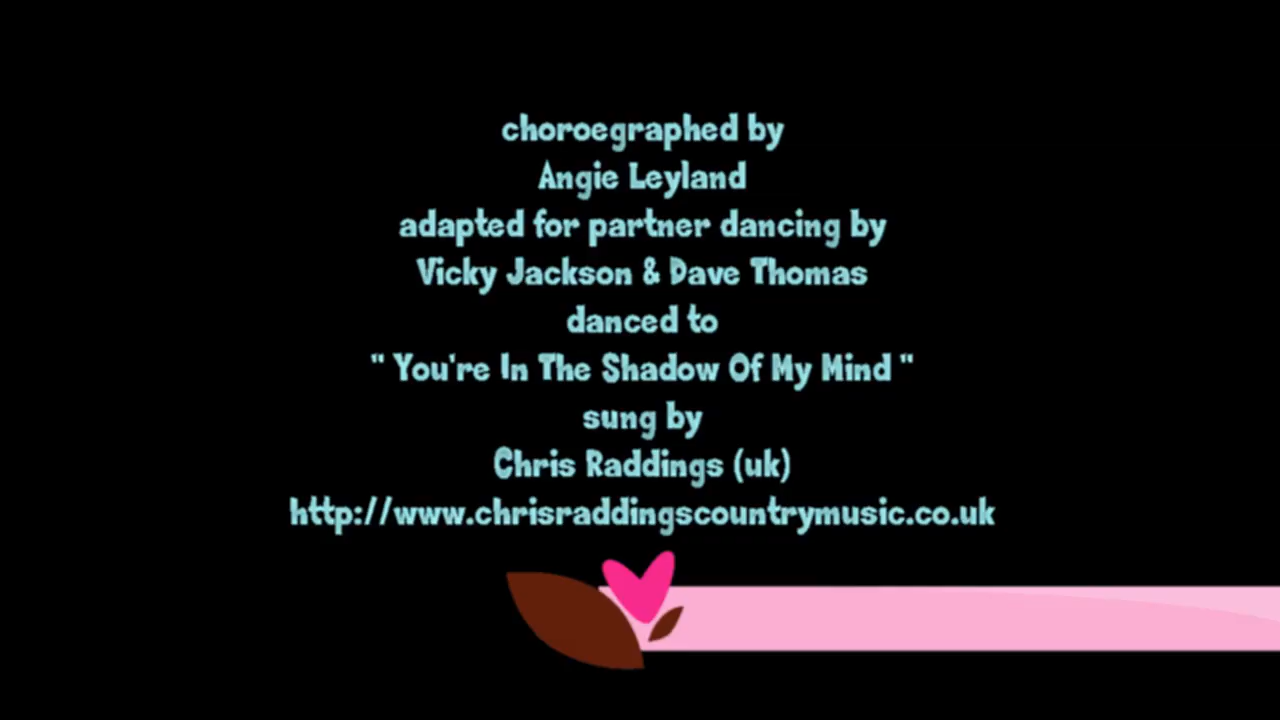 choroegraphed by
Angie Leyland
adapted for partner dancing by
Vicky Jackson & Dave Thomas
danced to
" You're In The Shadow Of My Mind "
sung by
Chris Raddings (uk)
http://www.chrisraddingscountrymusic.co.uk